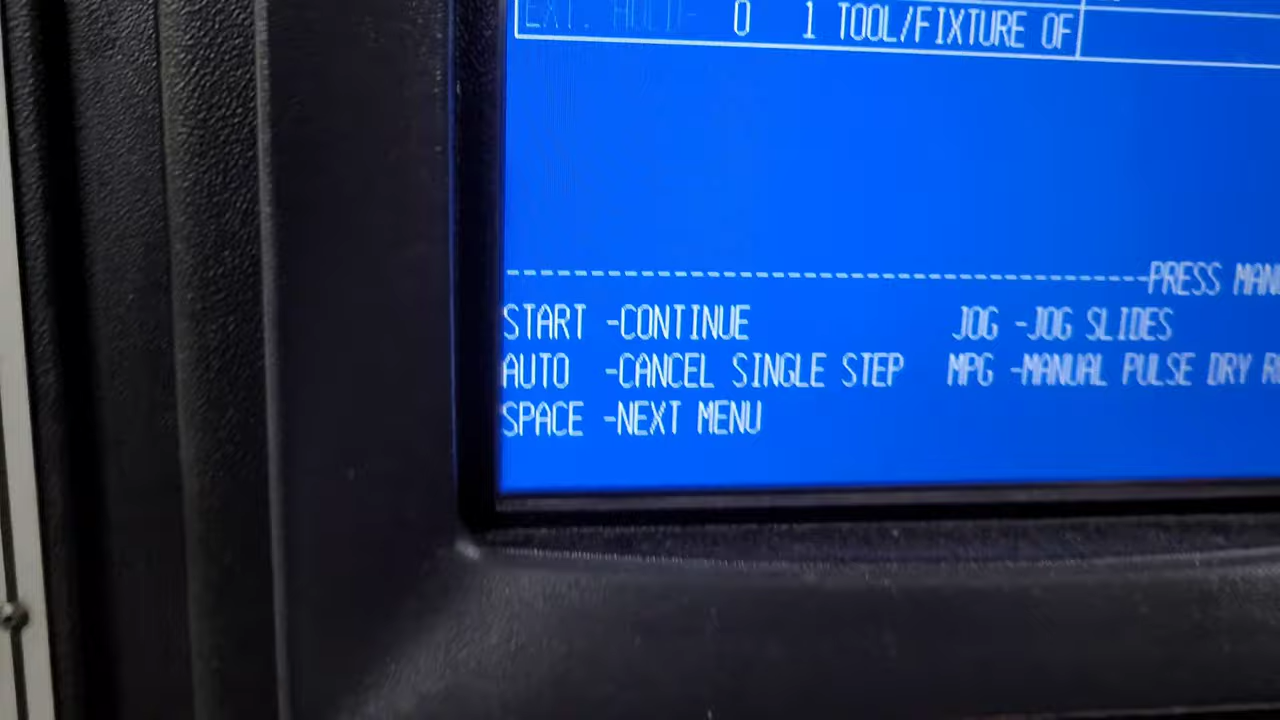 0 1 TOOL/FIXTURE OF
--------------------------------------------PRESS
START -CONTINUE JOG -JOG SLIDES
AUTO -CANCEL SINGLE STEP MPG -MANUAL PULSE DRY
SPACE -NEXT MENU